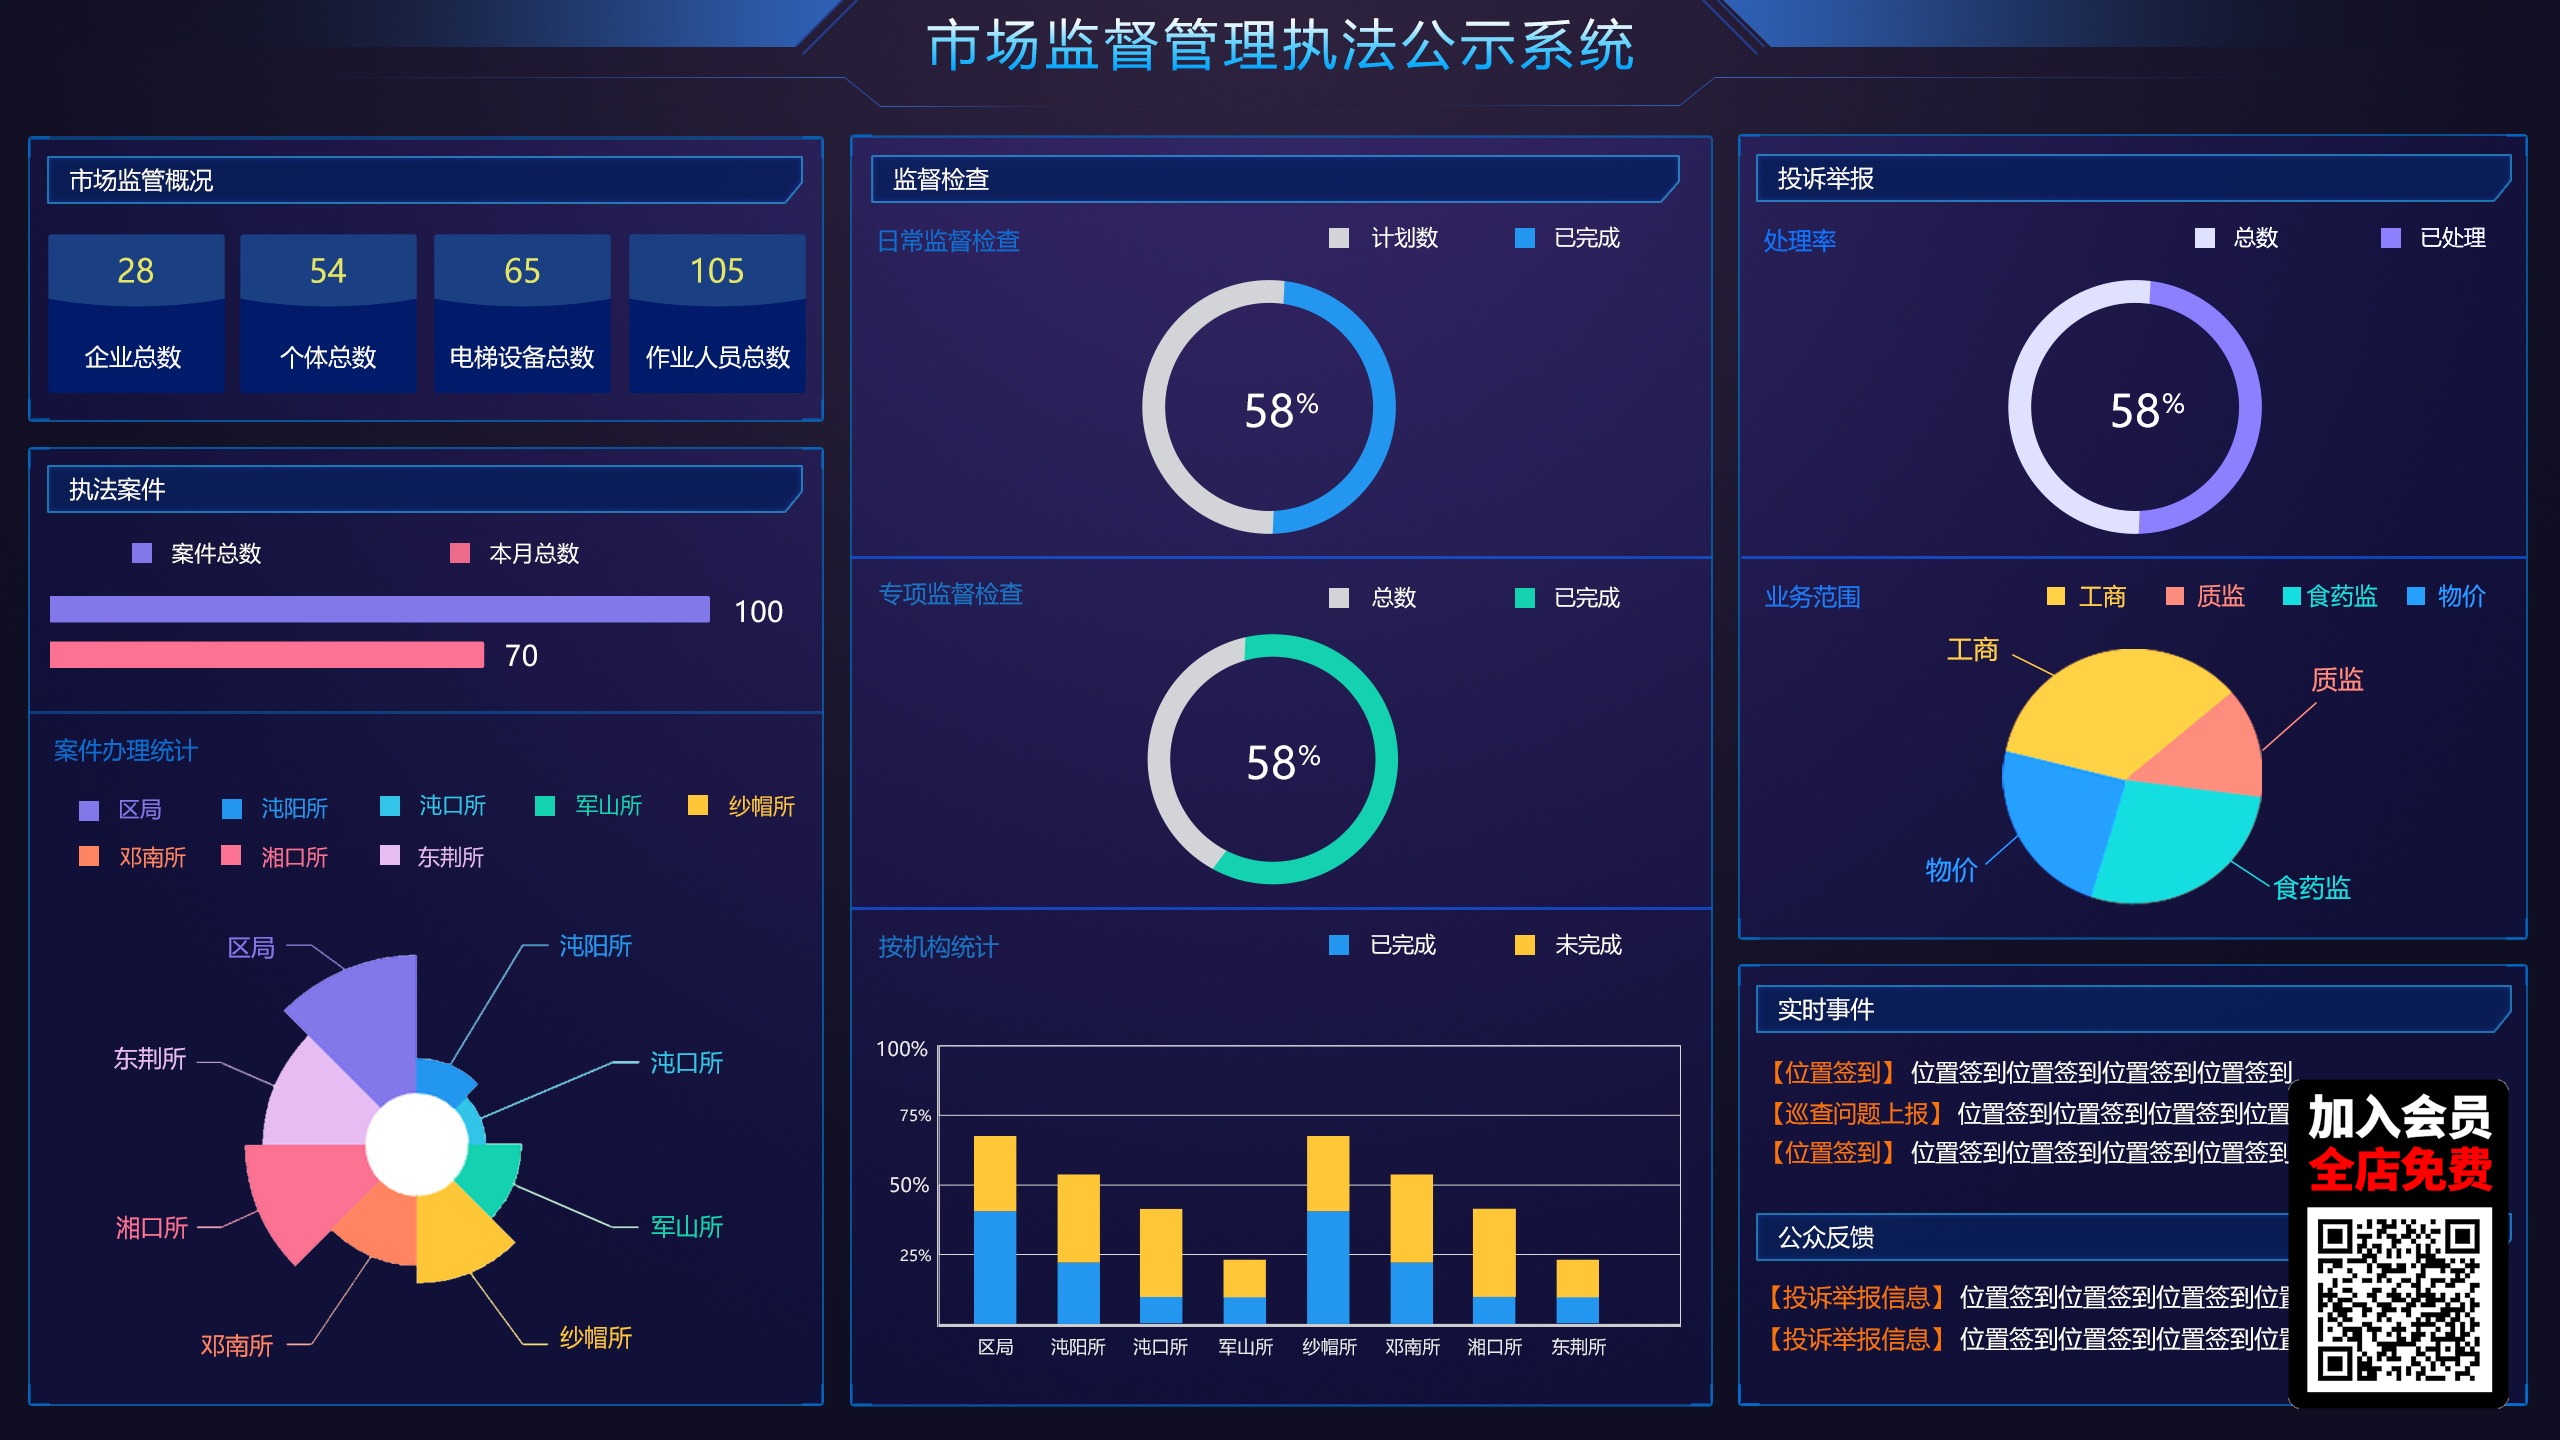 市场监督管理执法公示系统
市场监管概况
28
54
65
105
企业总数
个体总数
电梯设备总数
作业人员总数
执法案件
案件总数
本月总数
100
70
案件办理统计
区局
沌阳所
沌口所
军山所
纱帽所
邓南所
湘口所
东荆所
区局
沌阳所
东荆所
沌口所
湘口所
军山所
邓南所
纱帽所
监督检查
日常监督检查
计划数
已完成
58%
专项监督检查
总数
已完成
58%
按机构统计
已完成
未完成
100%
75%
50%
25%
区局
沌阳所
沌口所
军山所
纱帽所
邓南所
湘口所
东荆所
投诉举报
处理率
总数
已处理
58%
业务范围
工商
质监
食药监
物价
工商
质监
物价
食药监
实时事件
【位置签到】 位置签到位置签到位置签到位置签到
【巡查问题上报】 位置签到位置签到位置签到位置
【位置签到】 位置签到位置签到位置签到位置签到
公众反馈
【投诉举报信息】 位置签到位置签到位置签到位置
【投诉举报信息】 位置签到位置签到位置签到位置
加入会员
全店免费